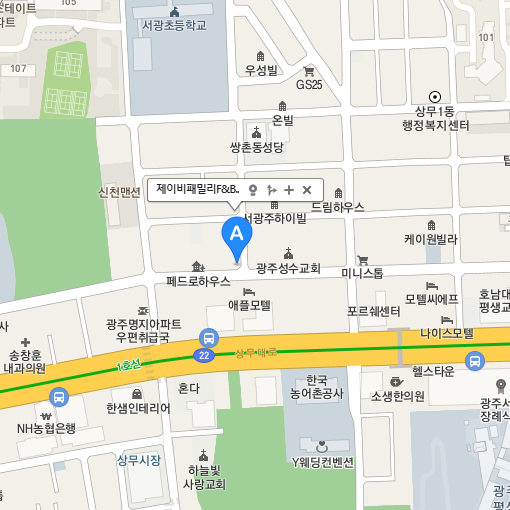 105
서광초등학교
107
101
우성빌
GS25
온빌
상무1동
행정복지센터
쌍촌동성당
신천맨션
제이비패밀리F&B..
드림하우스
서광주하이빌
A
케이원빌라
페드로하우스
광주성수교회
미니스톱
애플모텔
모텔씨에프
포르쉐센터
나이스모텔
광주명지아파트
우편취급국
송창훈
내과의원
22
상무대로
1호선
혼다
한국
농어촌공사
헬스타운
소생한의원
한샘인테리어
NH농협은행
상무시장
하늘빛
사랑교회
Y웨딩컨벤션